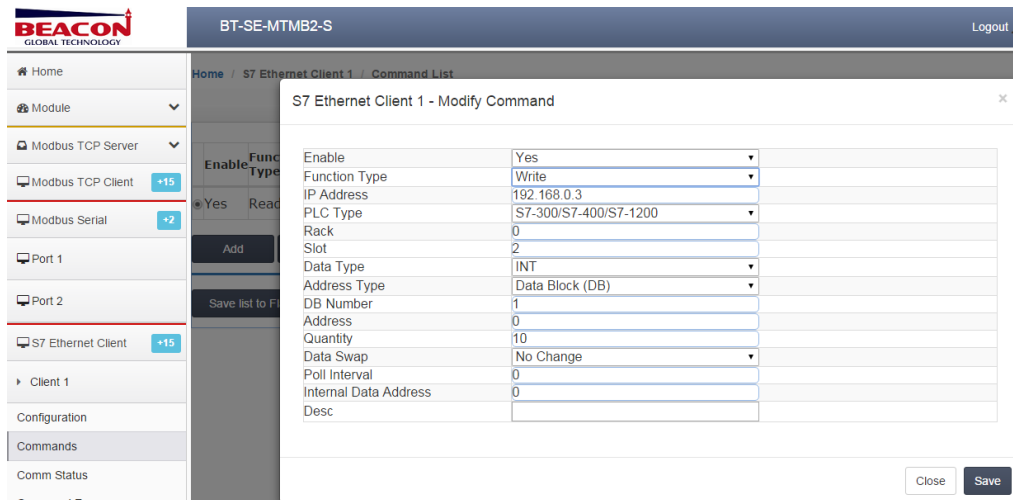 BEACON
GLOBAL TECHNOLOGY
BT-SE-MTMB2-S
Logout
Home
Module
Modbus TCP Server
Modbus TCP Client +15
Modbus Serial +2
Port 1
Port 2
S7 Ethernet Client +15
Client 1
Configuration
Commands
Comm Status
Home / S7 Ethernet Client 1 / Command List
Enable Func
Type
Yes Read
Add
Save list to Fl
S7 Ethernet Client 1 - Modify Command ×
Enable Yes
Function Type Write
IP Address 192.168.0.3
PLC Type S7-300/S7-400/S7-1200
Rack 0
Slot 2
Data Type INT
Address Type Data Block (DB)
DB Number 1
Address 0
Quantity 10
Data Swap No Change
Poll Interval 0
Internal Data Address 0
Desc
Close Save